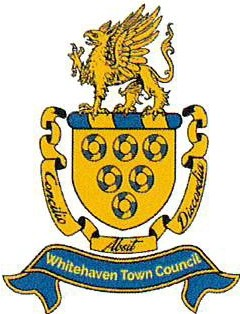 Concilio
Absit
Discordia
Whitehaven Town Council